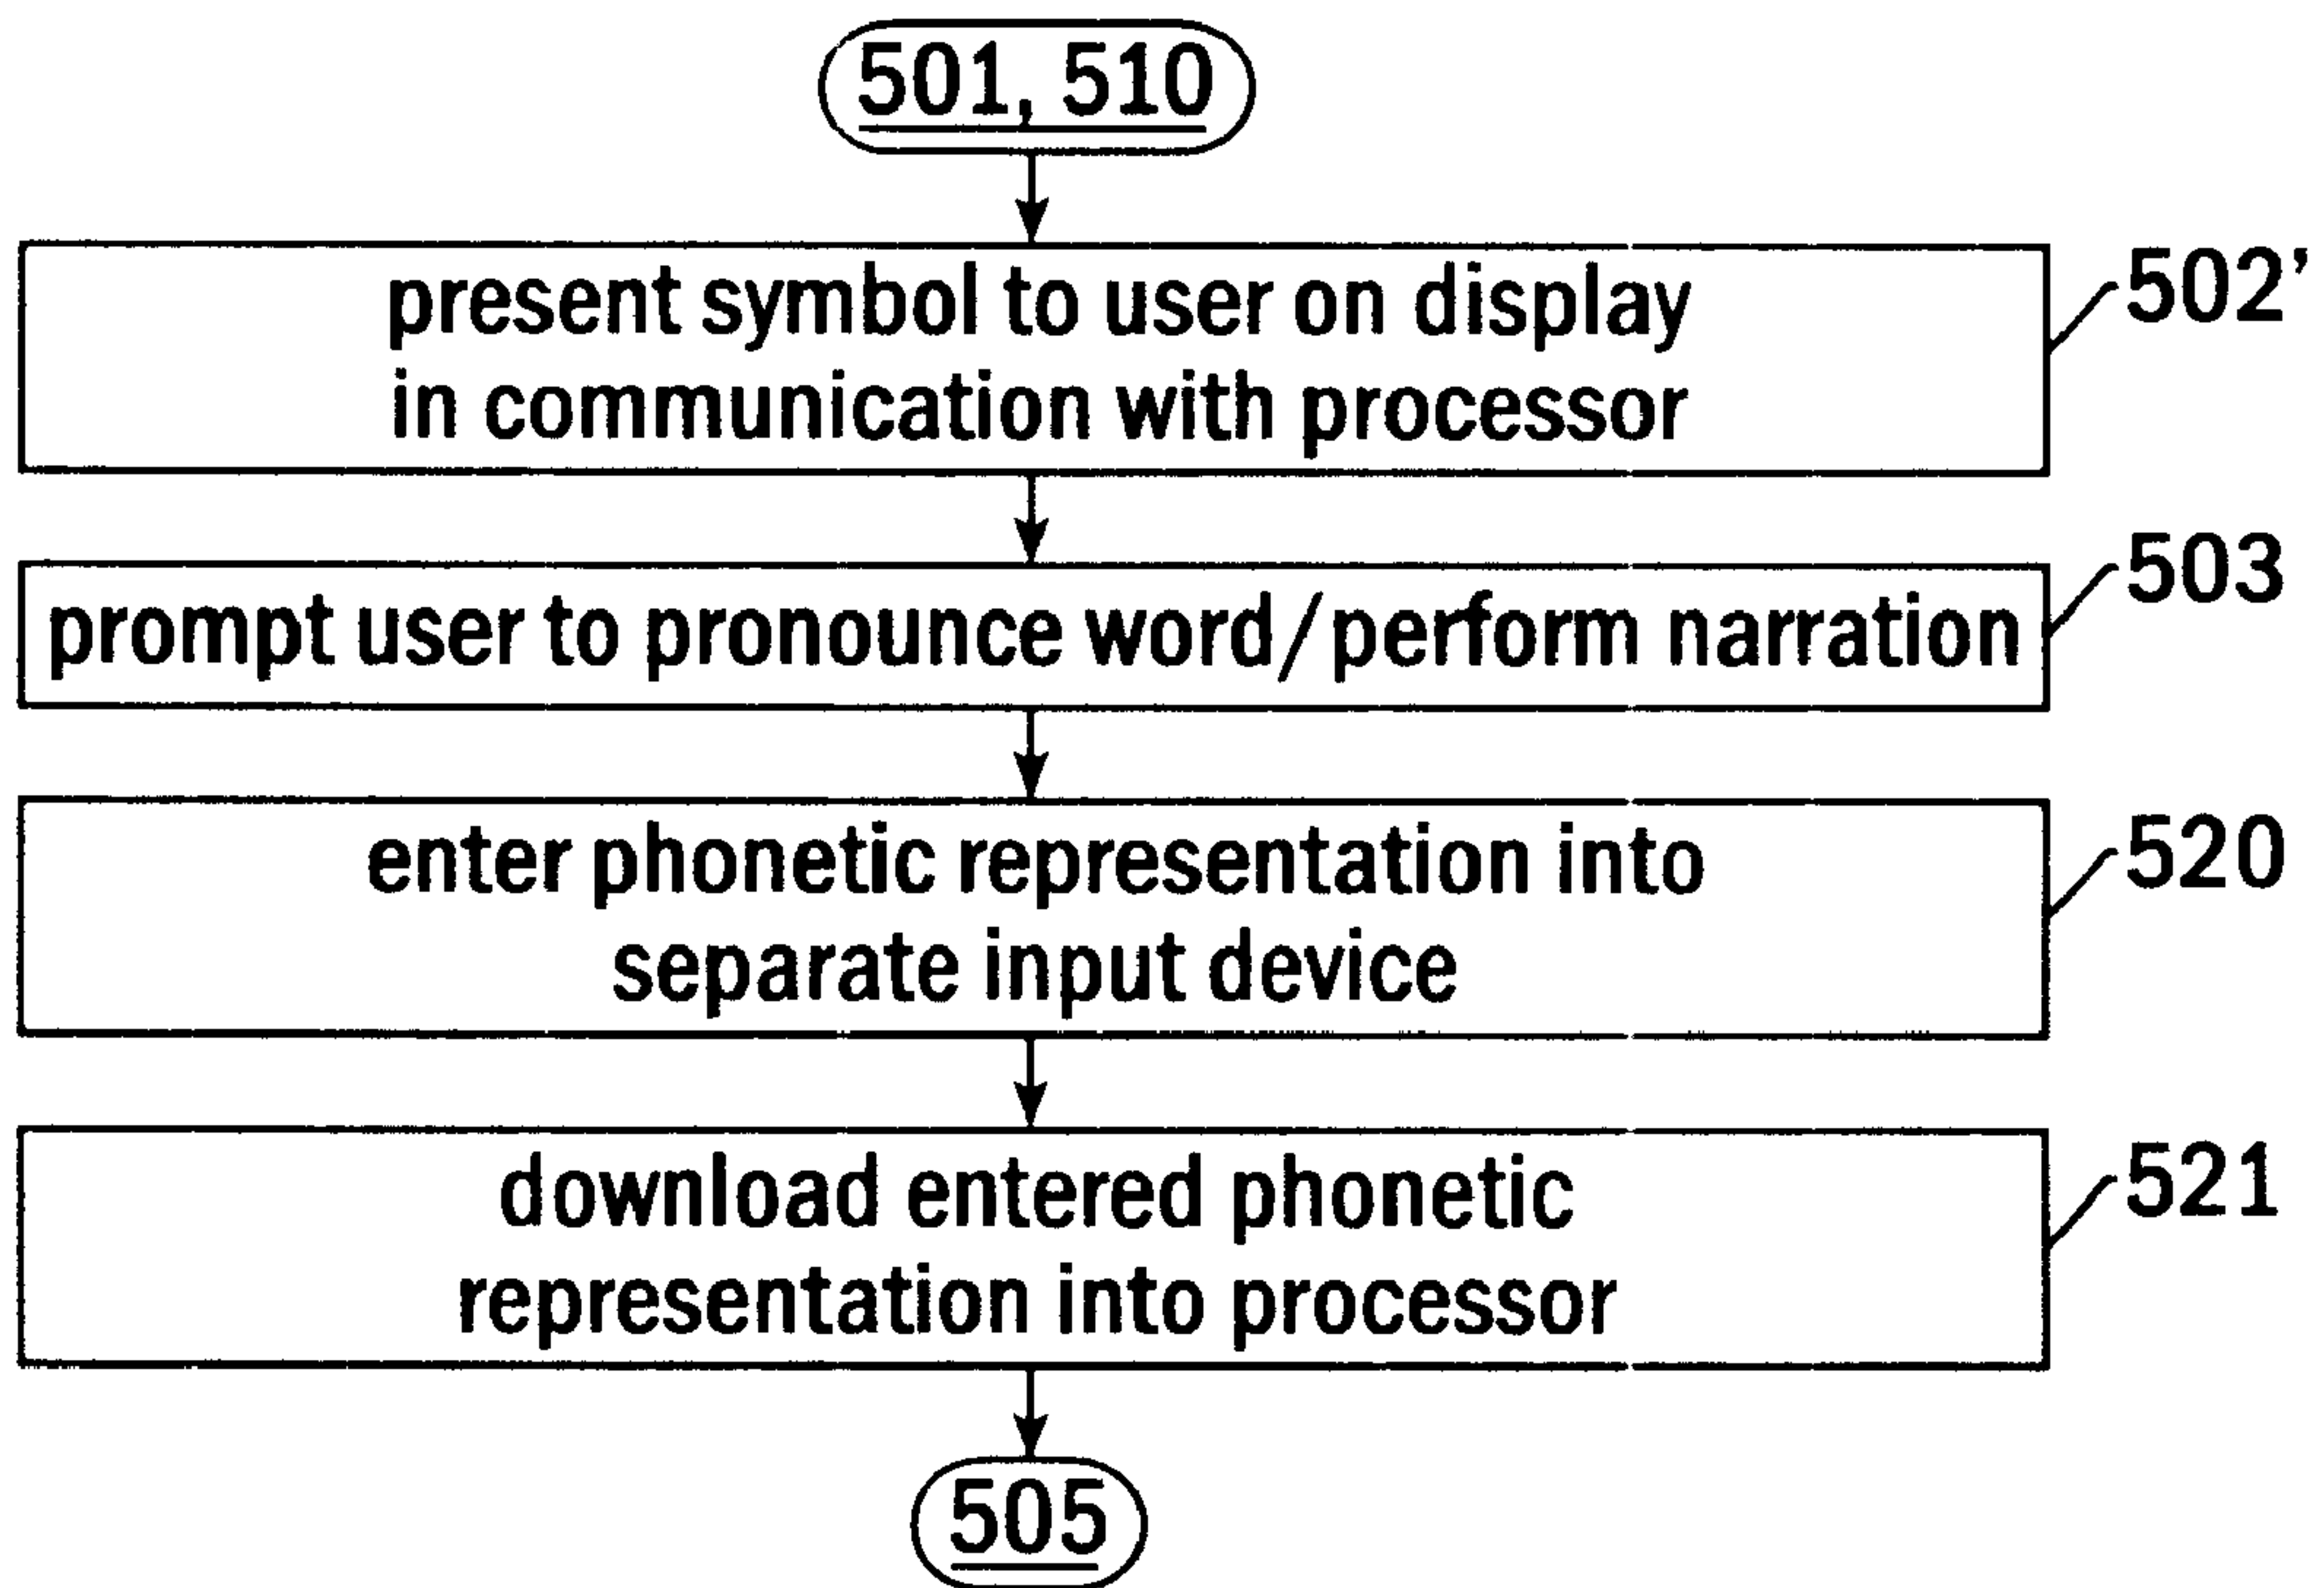 501, 510
present symbol to user on display
in communication with processor
502'
prompt user to pronounce word/perform narration
503
enter phonetic representation into
separate input device
520
download entered phonetic
representation into processor
521
505